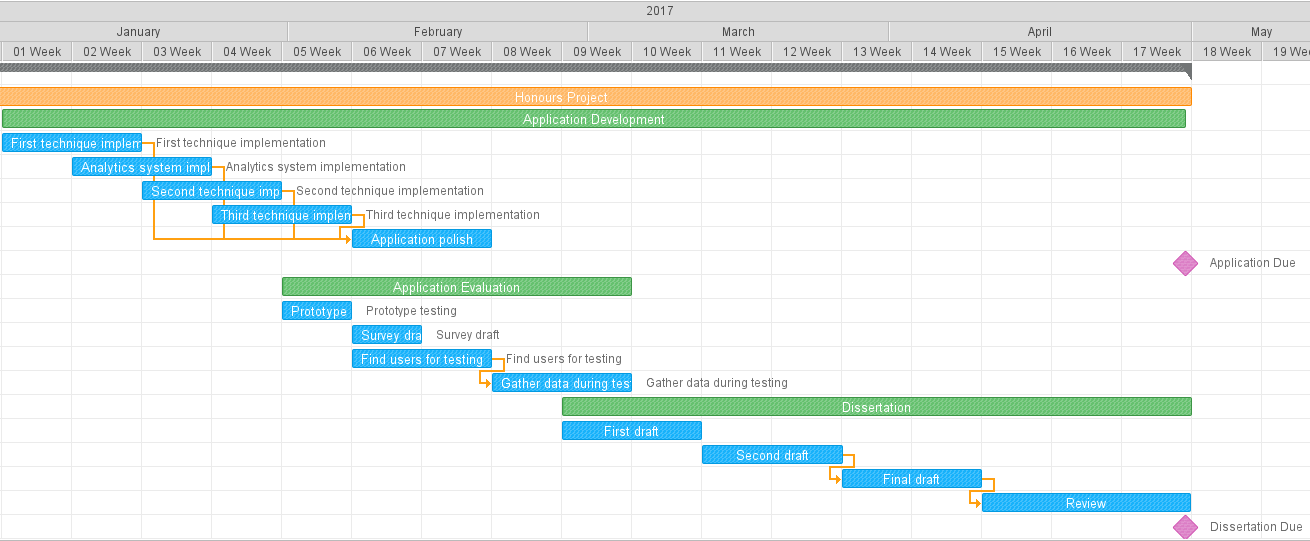 2017
January February March April May
01 Week 02 Week 03 Week 04 Week 05 Week 06 Week 07 Week 08 Week 09 Week 10 Week 11 Week 12 Week 13 Week 14 Week 15 Week 16 Week 17 Week 18 Week 19 Wee
Honours Project
Application Development
First technique implem First technique implementation
Analytics system impl Analytics system implementation
Second technique imp Second technique implementation
Third technique implen Third technique implementation
Application polish
Application Due
Application Evaluation
Prototype Prototype testing
Survey dra Survey draft
Find users for testing Find users for testing
Gather data during tes Gather data during testing
Dissertation
First draft
Second draft
Final draft
Review
Dissertation Due